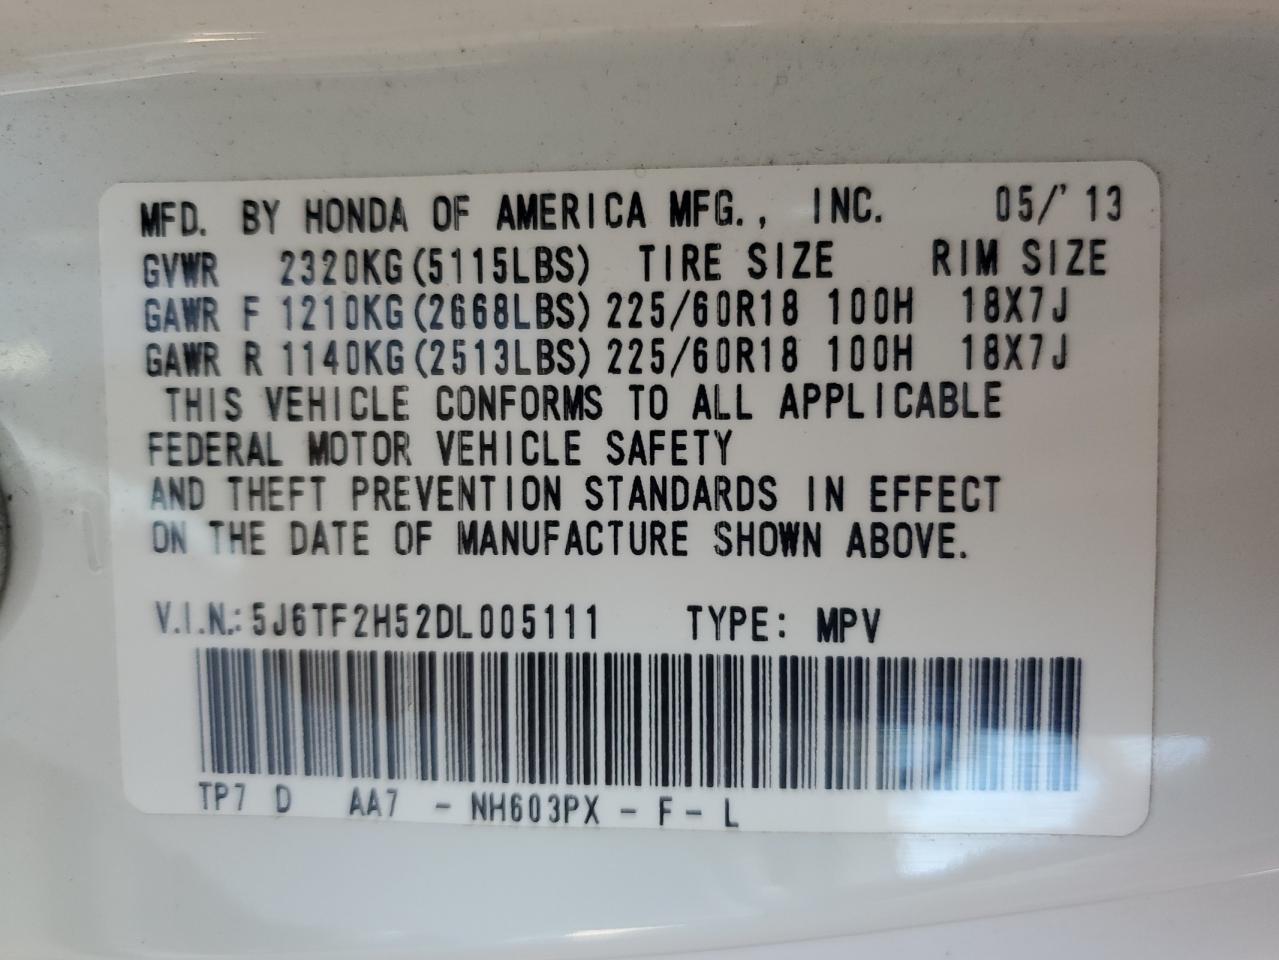 MFD. BY HONDA OF AMERICA MFG., INC. 05/'13
GVWR 2320KG(5115LBS) TIRE SIZE RIM SIZE
GAWR F 1210KG(2668LBS) 225/60R18 100H 18X7J
GAWR R 1140KG(2513LBS) 225/60R18 100H 18X7J
THIS VEHICLE CONFORMS TO ALL APPLICABLE
FEDERAL MOTOR VEHICLE SAFETY
AND THEFT PREVENTION STANDARDS IN EFFECT
ON THE DATE OF MANUFACTURE SHOWN ABOVE.
V.I.N.: 5J6TF2H52DL005111 TYPE: MPV
TP7 D AA7 - NH603PX - F - L